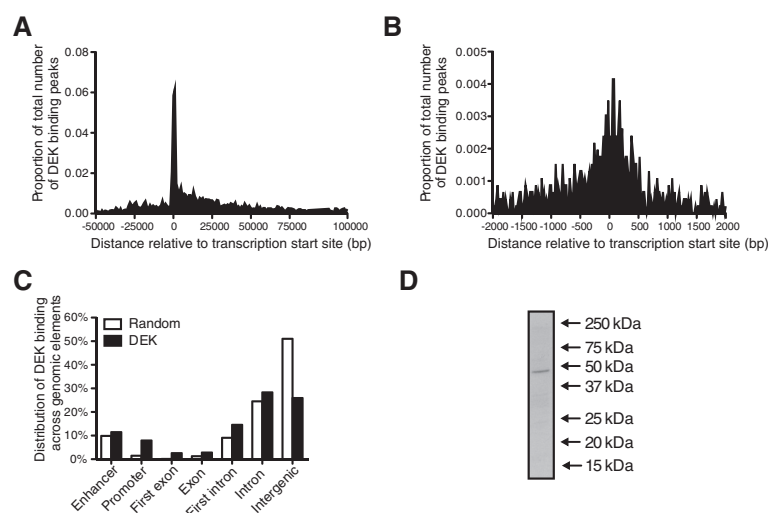 A
Proportion of total number
of DEK binding peaks
0.08
0.06
0.04
0.02
0.00
-50000 -25000 0 25000 50000 75000 100000
Distance relative to transcription start site (bp)
B
Proportion of total number
of DEK binding peaks
0.005
0.004
0.003
0.002
0.001
0.000
-2000 -1500 -1000 -500 0 500 1000 1500 2000
Distance relative to transcription start site (bp)
C
Distribution of DEK binding
across genomic elements
60%
50%
40%
30%
20%
10%
0%
Random
DEK
Enhancer
Promoter
First exon
Exon
First intron
Intron
Intergenic
D
250 kDa
75 kDa
50 kDa
37 kDa
25 kDa
20 kDa
15 kDa